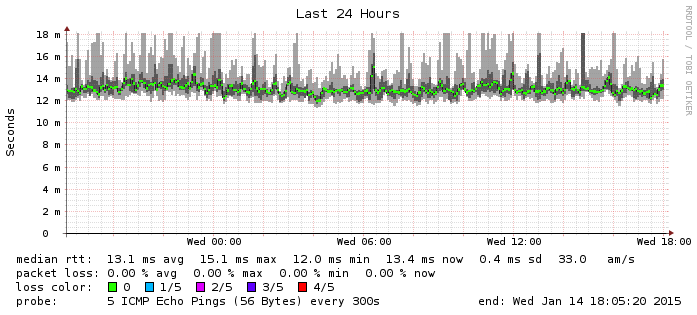 Last 24 Hours
RRDTOOL / TOBI OETIKER
Seconds
18 m
16 m
14 m
12 m
10 m
8 m
6 m
4 m
2 m
0
Wed 00:00 Wed 06:00 Wed 12:00 Wed 18:00
median rtt: 13.1 ms avg 15.1 ms max 12.0 ms min 13.4 ms now 0.4 ms sd 33.0 am/s
packet loss: 0.00 % avg 0.00 % max 0.00 % min 0.00 % now
loss color: 0 1/5 2/5 3/5 4/5
probe: 5 ICMP Echo Pings (56 Bytes) every 300s end: Wed Jan 14 18:05:20 2015